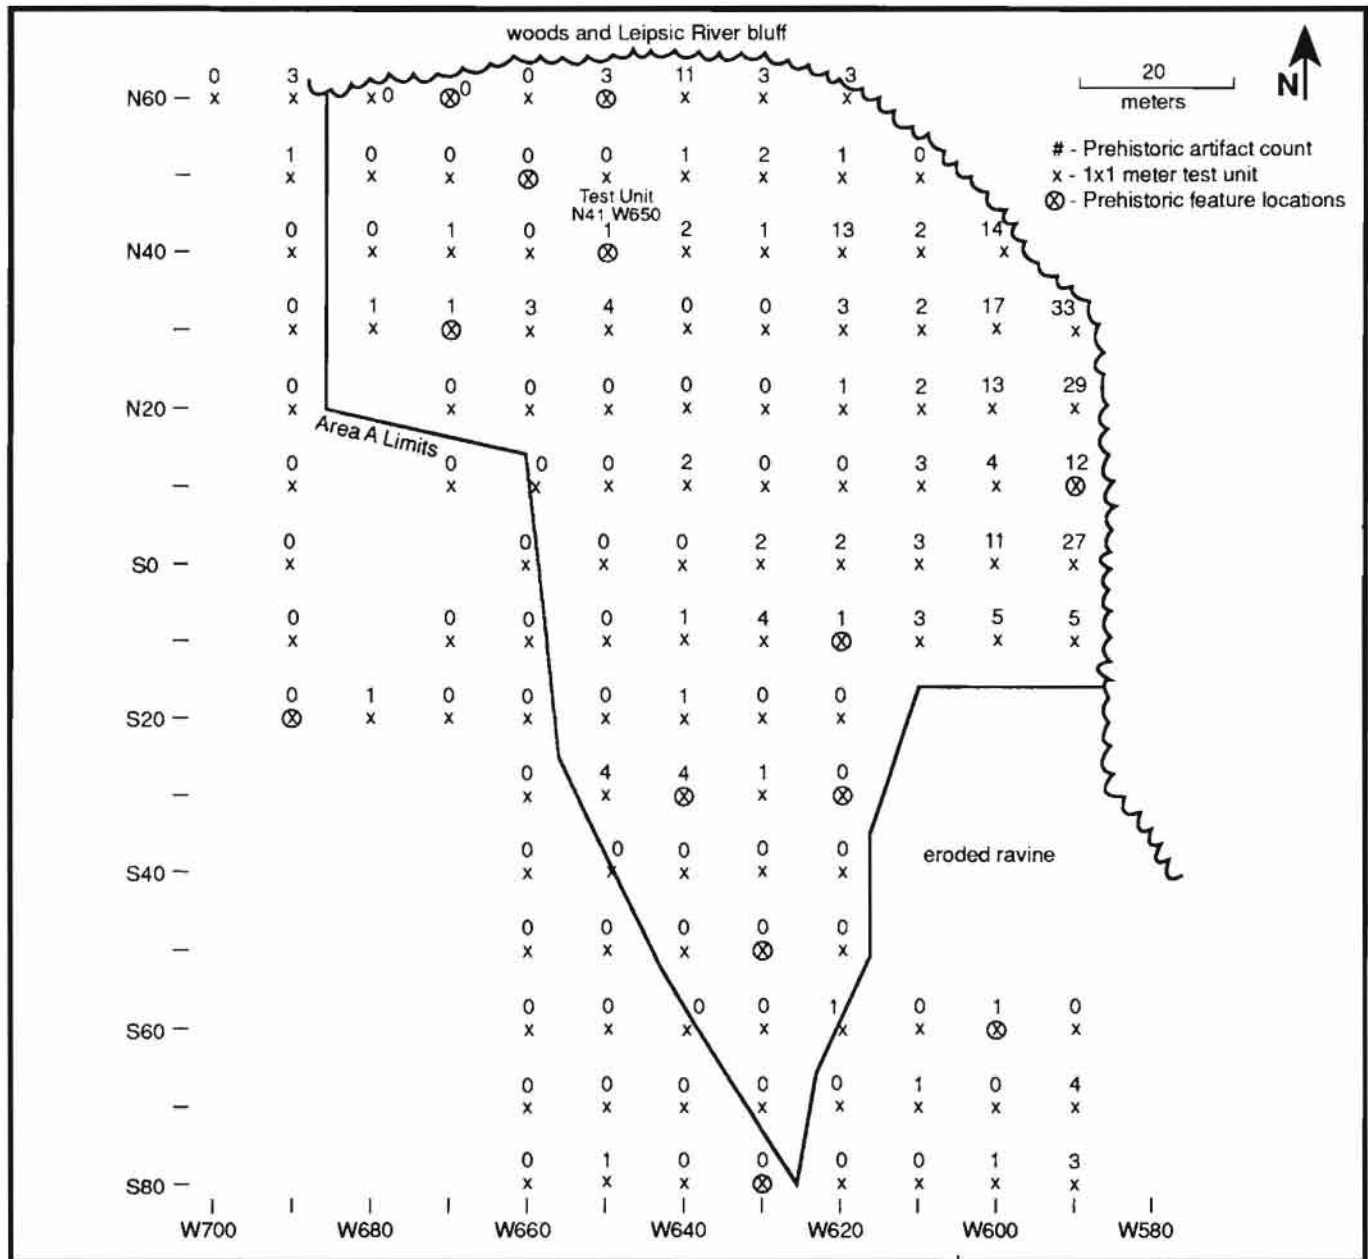 woods and Leipsic River bluff
20
meters
N
# - Prehistoric artifact count
x - 1x1 meter test unit
⊗ - Prehistoric feature locations
0 3 0 3 11 3 3
N60 — x x x 0 ⊗ 0 x ⊗ x x x
1 0 0 0 0 1 2 1 0
— x x x ⊗ x x x x x
Test Unit
N41 W650
0 0 1 0 1 2 1 13 2 14
N40 — x x x x ⊗ x x x x x
0 1 1 3 4 0 0 3 2 17 33
— x x ⊗ x x x x x x x x
0 0 0 0 0 0 1 2 13 29
N20 — x x x x x x x x x x
Area A Limits
0 0 0 0 2 0 0 3 4 12
— x x x x x x x x x ⊗
0 0 0 0 2 2 3 11 27
S0 — x x x x x x x x x
0 0 0 0 1 4 1 3 5 5
— x x x x x x ⊗ x x x
0 1 0 0 0 1 0 0
S20 — ⊗ x x x x x x x
0 4 4 1 0
— x x ⊗ x ⊗
0 0 0 0 0
S40 — x x x x x
eroded ravine
0 0 0 0 0
— x x x ⊗ x
0 0 0 0 1 0 1 0
S60 — x x x x x x ⊗ x
0 0 0 0 0 1 0 4
— x x x x x x x x
0 1 0 0 0 0 1 3
S80 — x x x ⊗ x x x x
W700 W680 W660 W640 W620 W600 W580